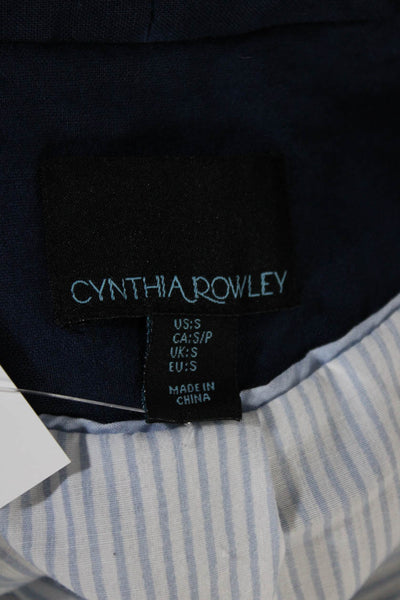 CYNTHIA ROWLEY
US:S
CA:S/P
UK:S
EU:S
MADE IN
CHINA